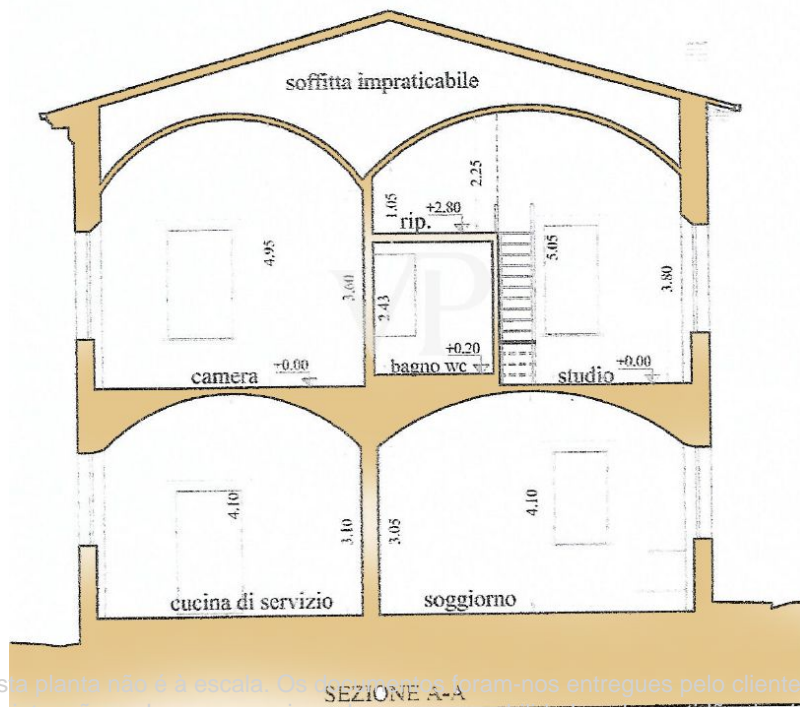 soffitta impraticabile
2.25
1.05
+2.80
rip.
4.95
5.05
3.60
2.43
3.80
+0.20
+0.00
bagno wc
+0.00
camera
studio
4.10
3.10
3.05
4.10
cucina di servizio
soggiorno
VP
sta planta não é à escala. Os foram-nos entregues pelo cliente
SEZIONE A-A